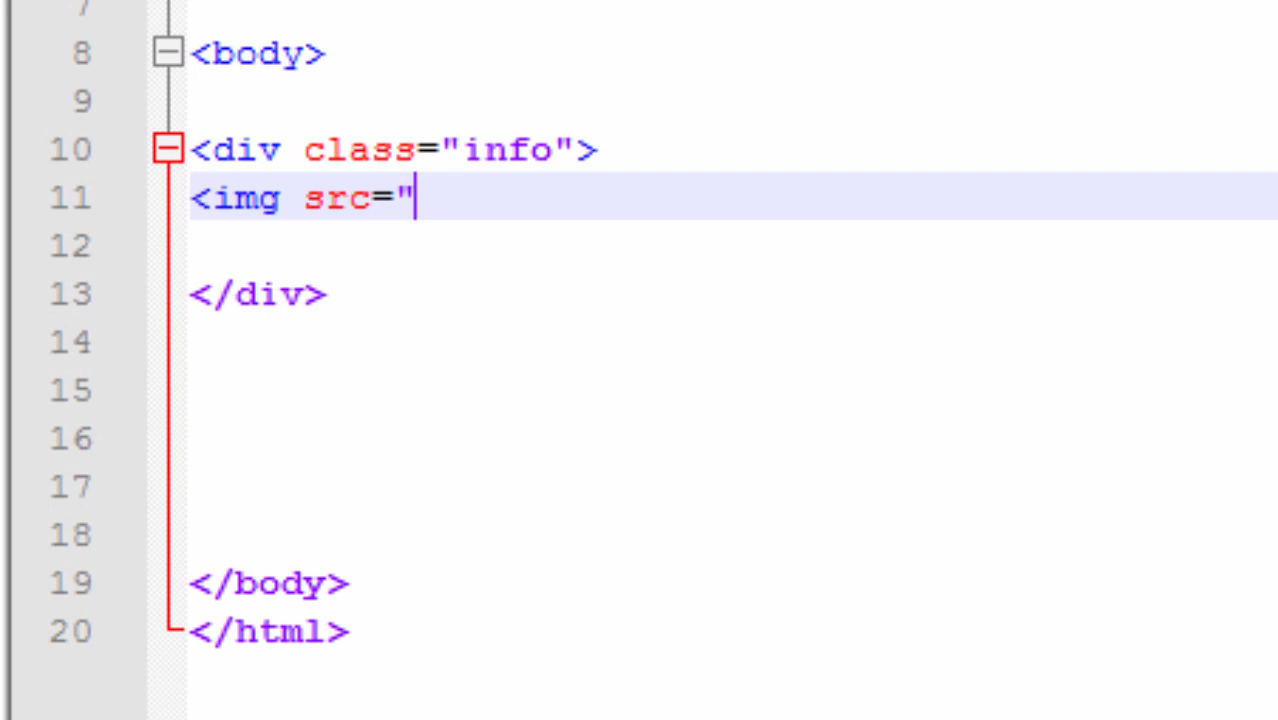 7
8 <body>
9
10 <div class="info">
11 <img src="
12
13 </div>
14
15
16
17
18
19 </body>
20 </html>